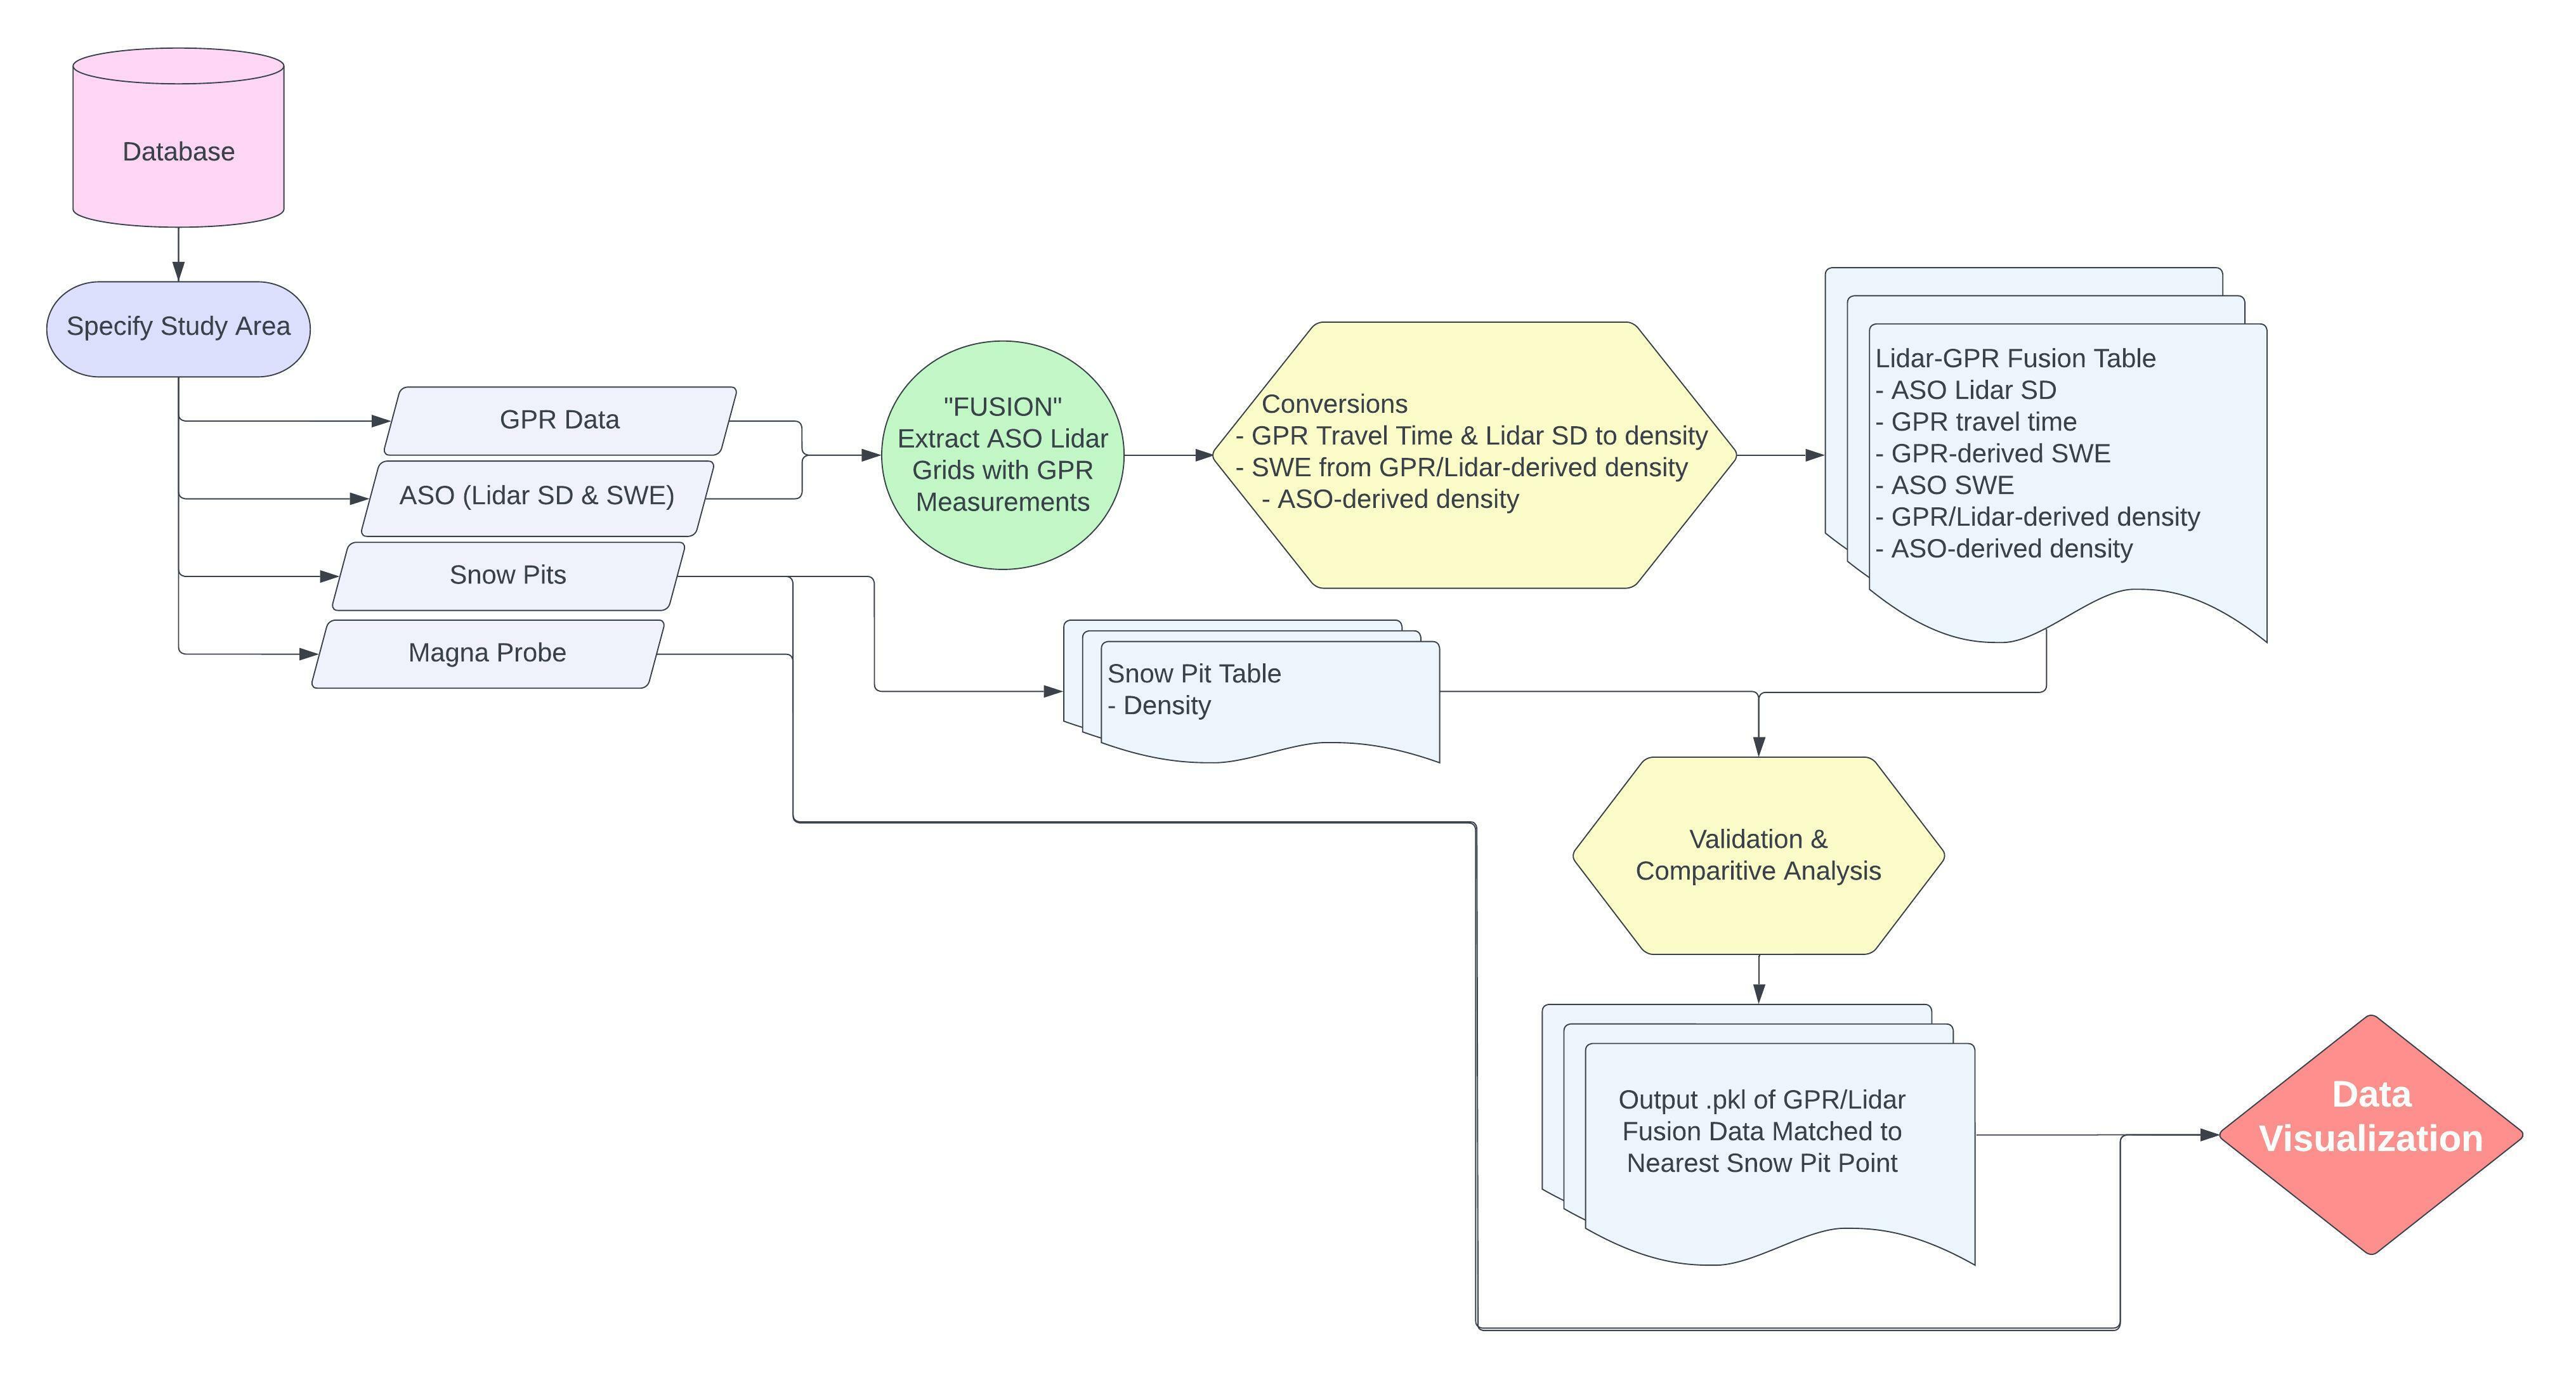 Database
Specify Study Area
GPR Data
ASO (Lidar SD & SWE)
Snow Pits
Magna Probe
"FUSION"
Extract ASO Lidar
Grids with GPR
Measurements
Conversions
- GPR Travel Time & Lidar SD to density
- SWE from GPR/Lidar-derived density
- ASO-derived density
Lidar-GPR Fusion Table
- ASO Lidar SD
- GPR travel time
- GPR-derived SWE
- ASO SWE
- GPR/Lidar-derived density
- ASO-derived density
Snow Pit Table
- Density
Validation &
Comparitive Analysis
Output .pkl of GPR/Lidar
Fusion Data Matched to
Nearest Snow Pit Point
Data
Visualization